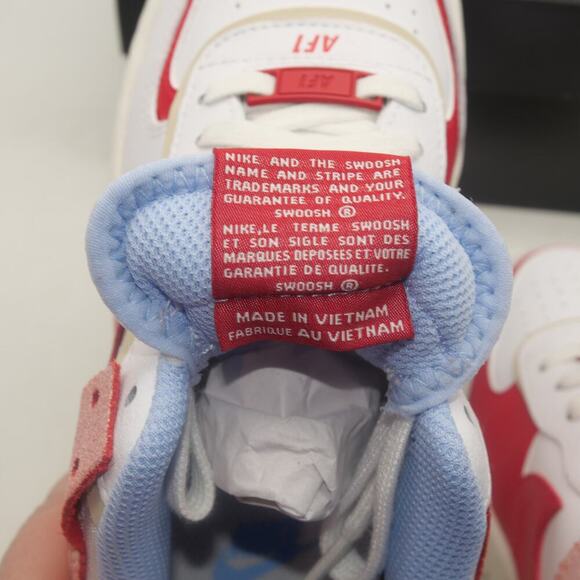 AF1
AF1
NIKE AND THE SWOOSH
NAME AND STRIPE ARE
TRADEMARKS AND YOUR
GUARANTEE OF QUALITY.
SWOOSH ®
NIKE,LE TERME SWOOSH
ET SON SIGLE SONT DES
MARQUES DEPOSEES ET VOTRE
GARANTIE DE QUALITE.
SWOOSH ®
MADE IN VIETNAM
FABRIQUE AU VIETNAM